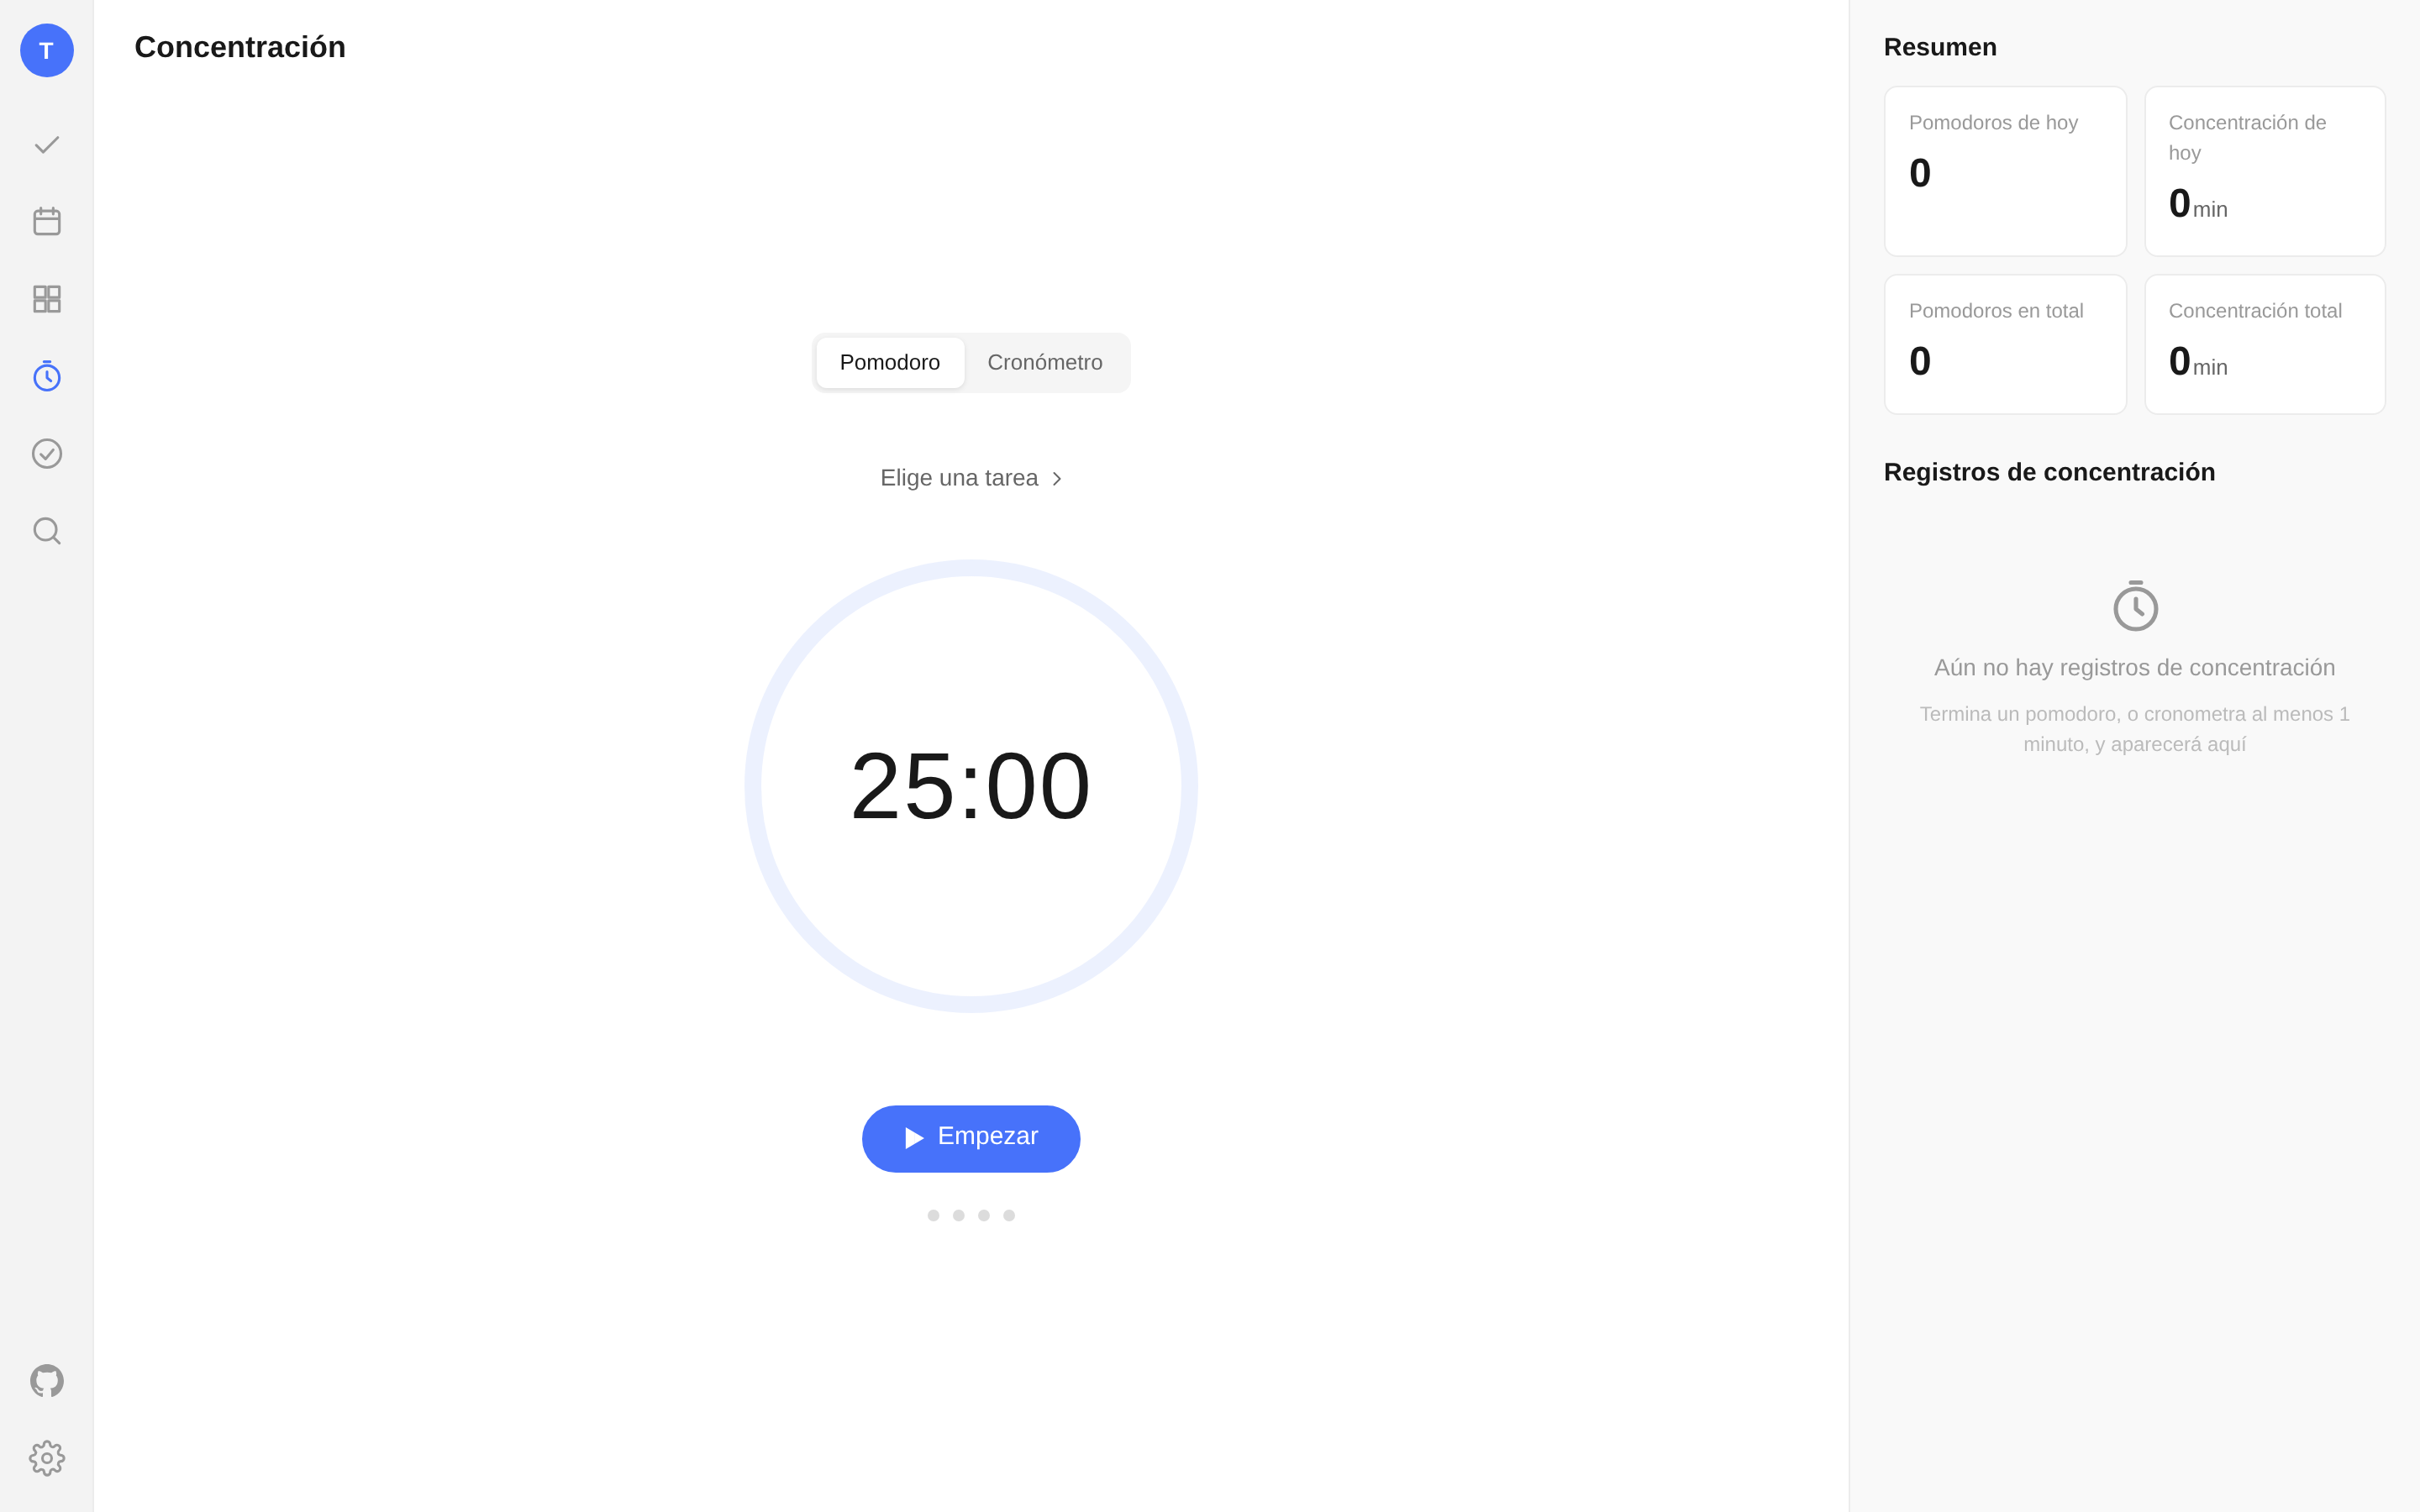 T
Concentración
Pomodoro
Cronómetro
Elige una tarea
25:00
Empezar
Resumen
Pomodoros de hoy
0
Concentración de
hoy
0min
Pomodoros en total
0
Concentración total
0min
Registros de concentración
Aún no hay registros de concentración
Termina un pomodoro, o cronometra al menos 1
minuto, y aparecerá aquí